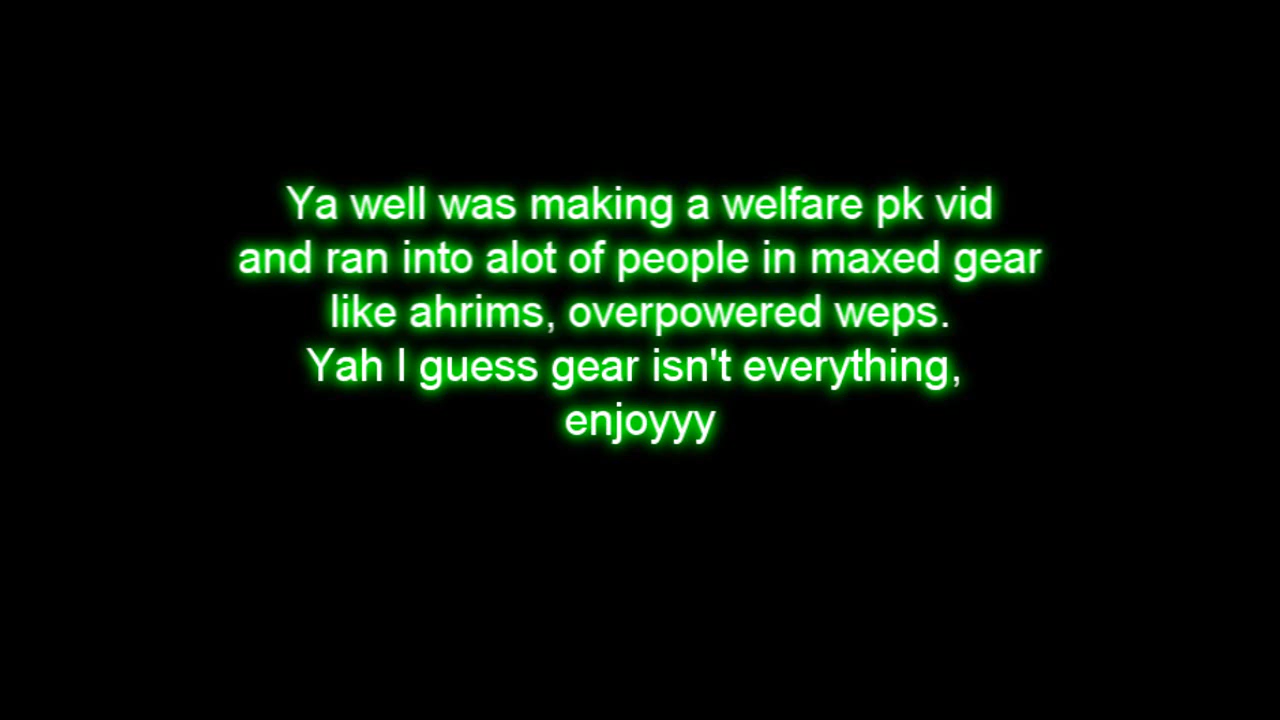 Ya well was making a welfare pk vid
and ran into alot of people in maxed gear
like ahrims, overpowered weps.
Yah I guess gear isn't everything,
enjoyyy